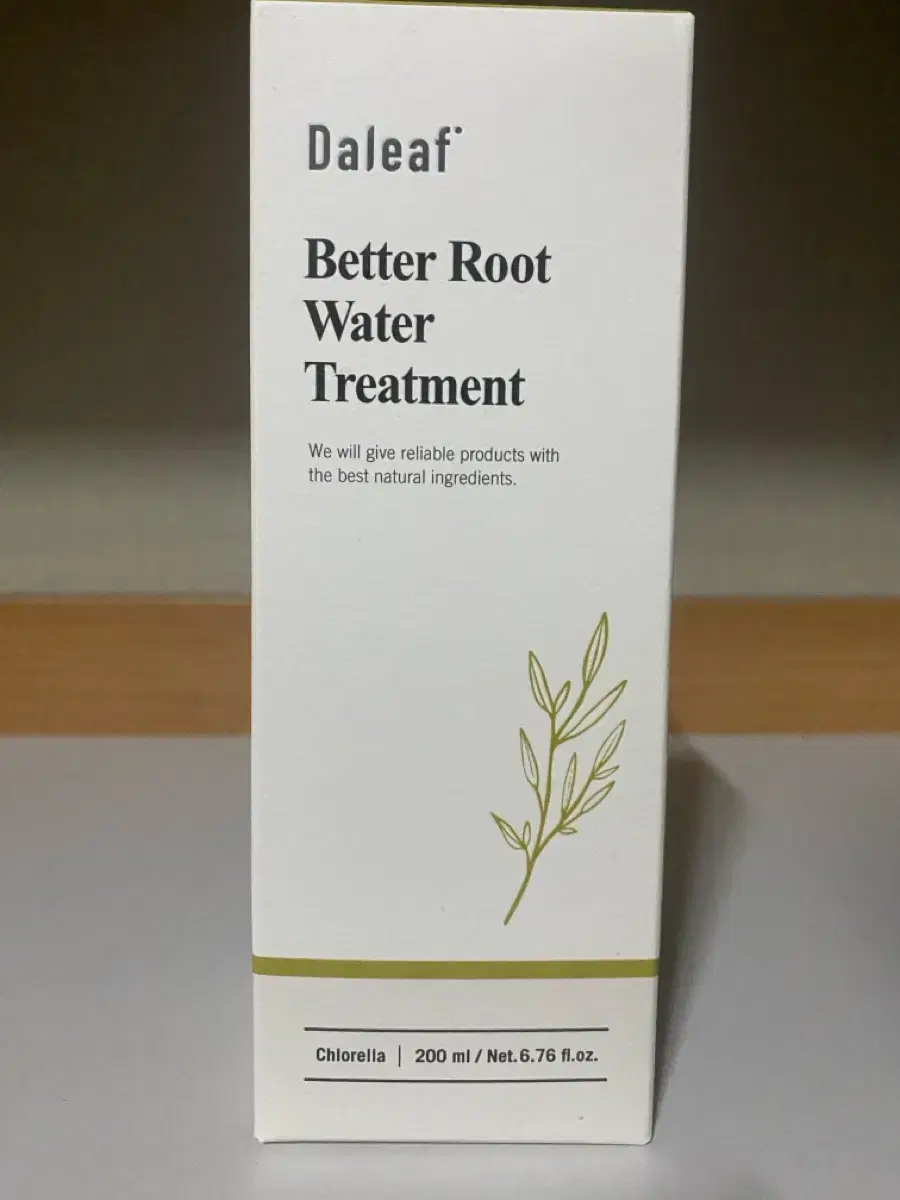 Daleaf
Better Root
Water
Treatment
We will give reliable products with
the best natural ingredients.
Chlorella | 200 ml / Net.6.76 fl.oz.